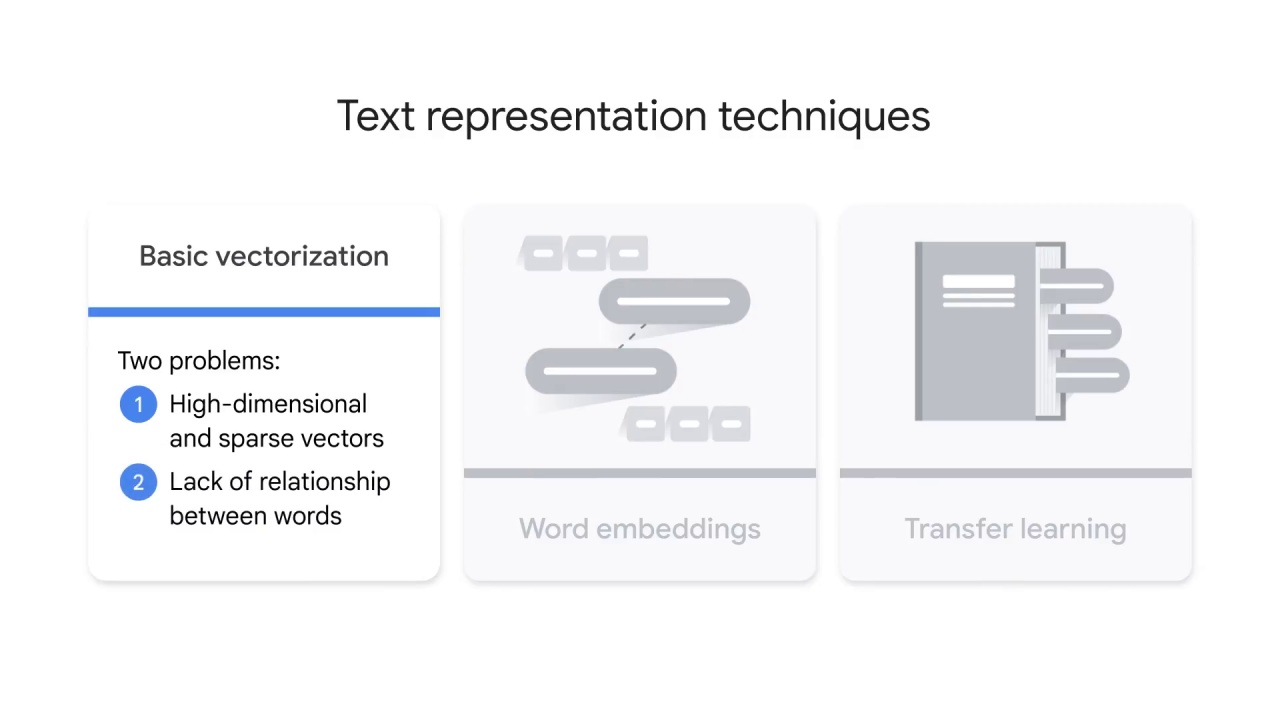 Text representation techniques
Basic vectorization
Two problems:
1 High-dimensional
and sparse vectors
2 Lack of relationship
between words
Word embeddings
Transfer learning